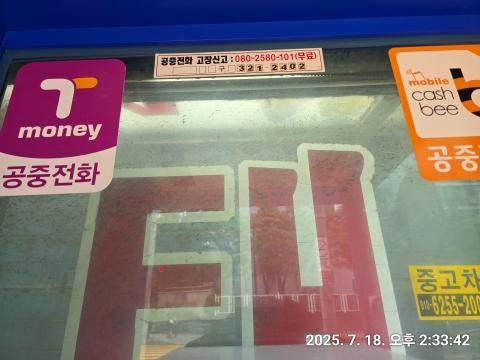 공중전화 고장신고 : 080-2580-101(무료)
구 321 2402
T
money
공중전화
mobile
cash
bee
b
공중
중고차
010-6255-200
2025. 7. 18. 오후 2:33:42